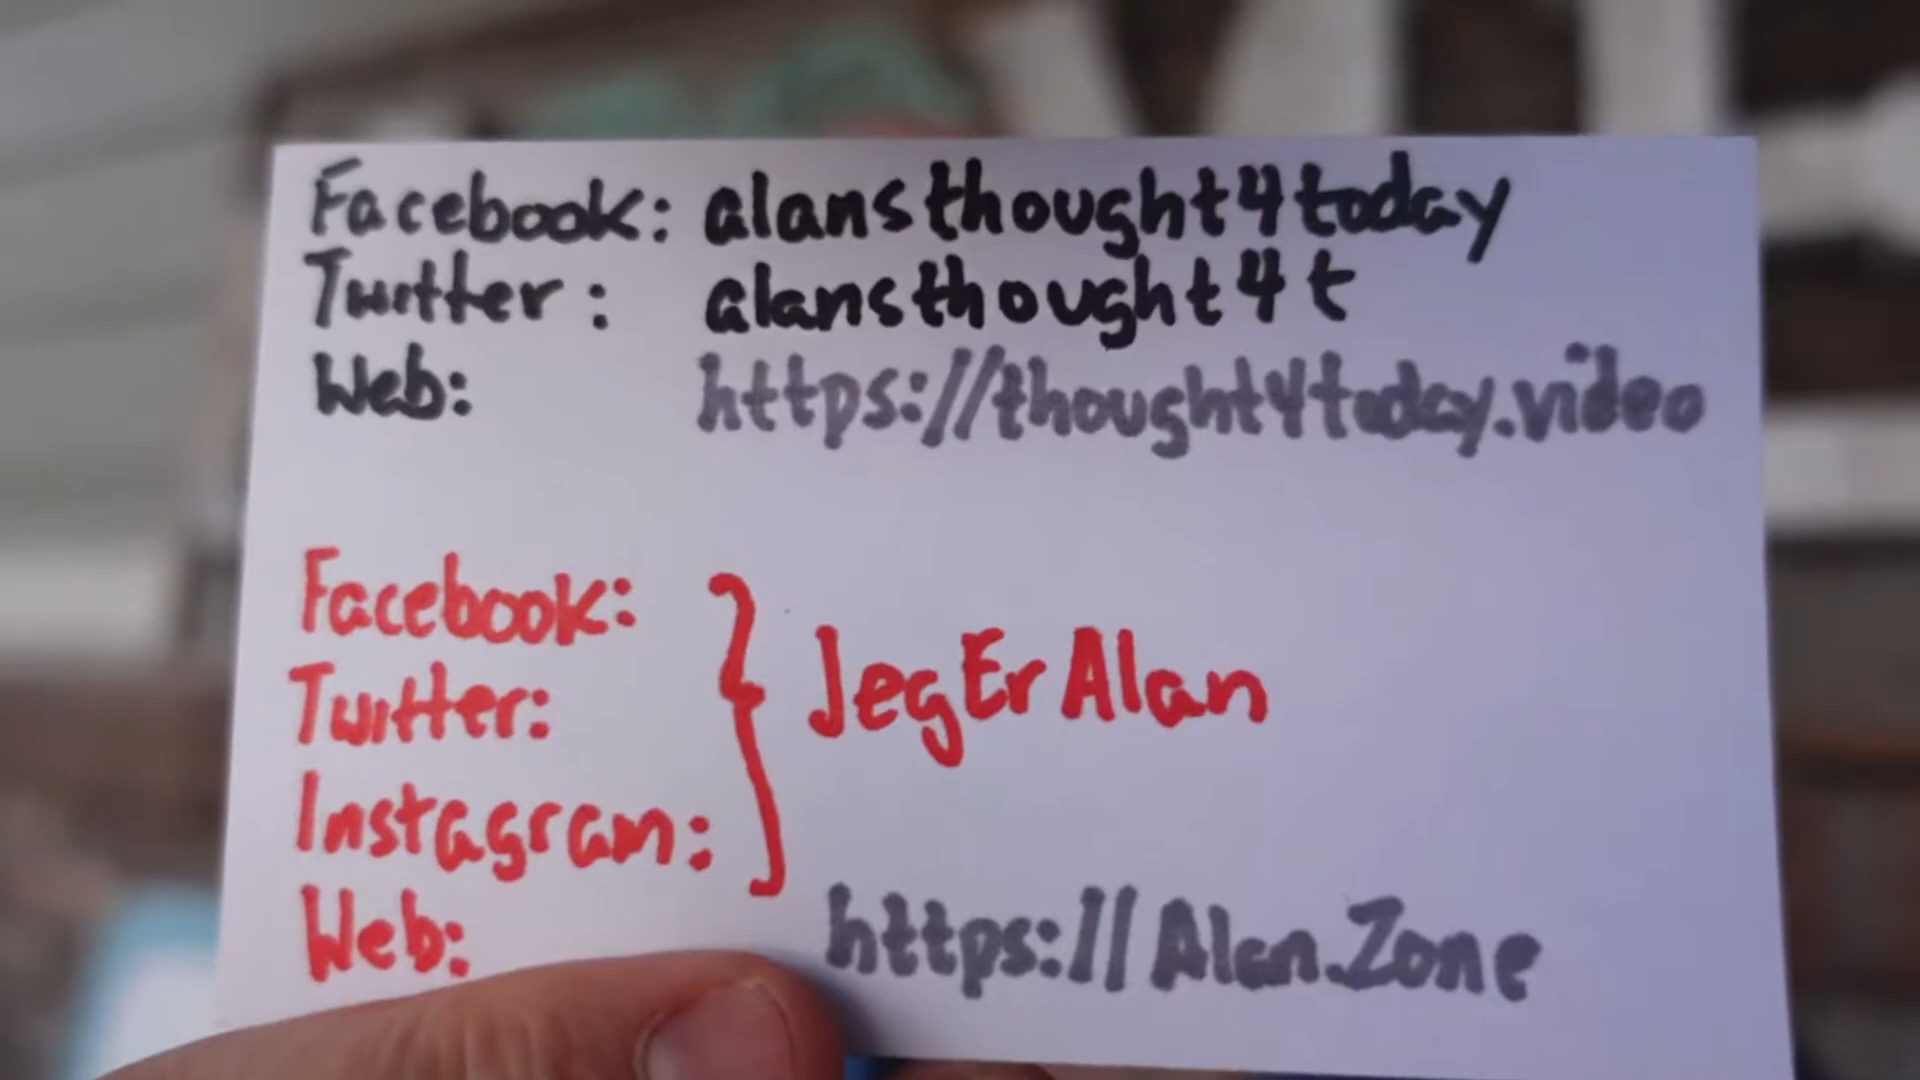 Facebook: alansthought4today
Twitter: alansthought4t
Web: https://thought4today.video
Facebook:
Twitter:
Instagram:
JegErAlan
Web: https://Alan.Zone